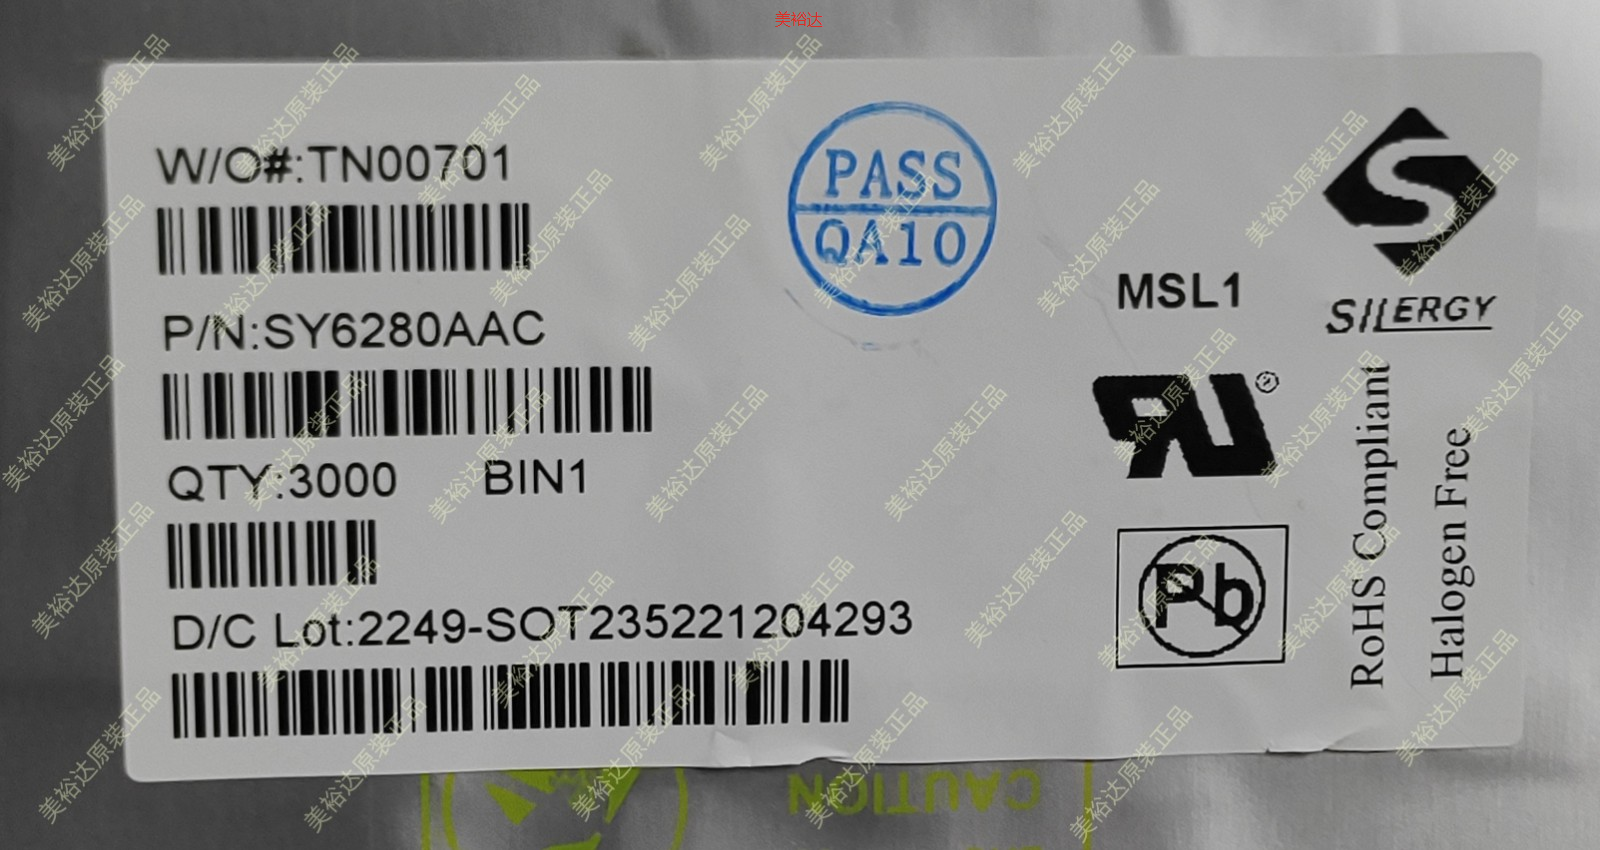 美裕达
W/O#:TN00701
P/N:SY6280AAC
QTY:3000 BIN1
D/C Lot:2249-SOT235221204293
PASS
QA10
MSL1
SILERGY
Pb
RoHS Compliant
Halogen Free
CAUTION
美裕达原装正品